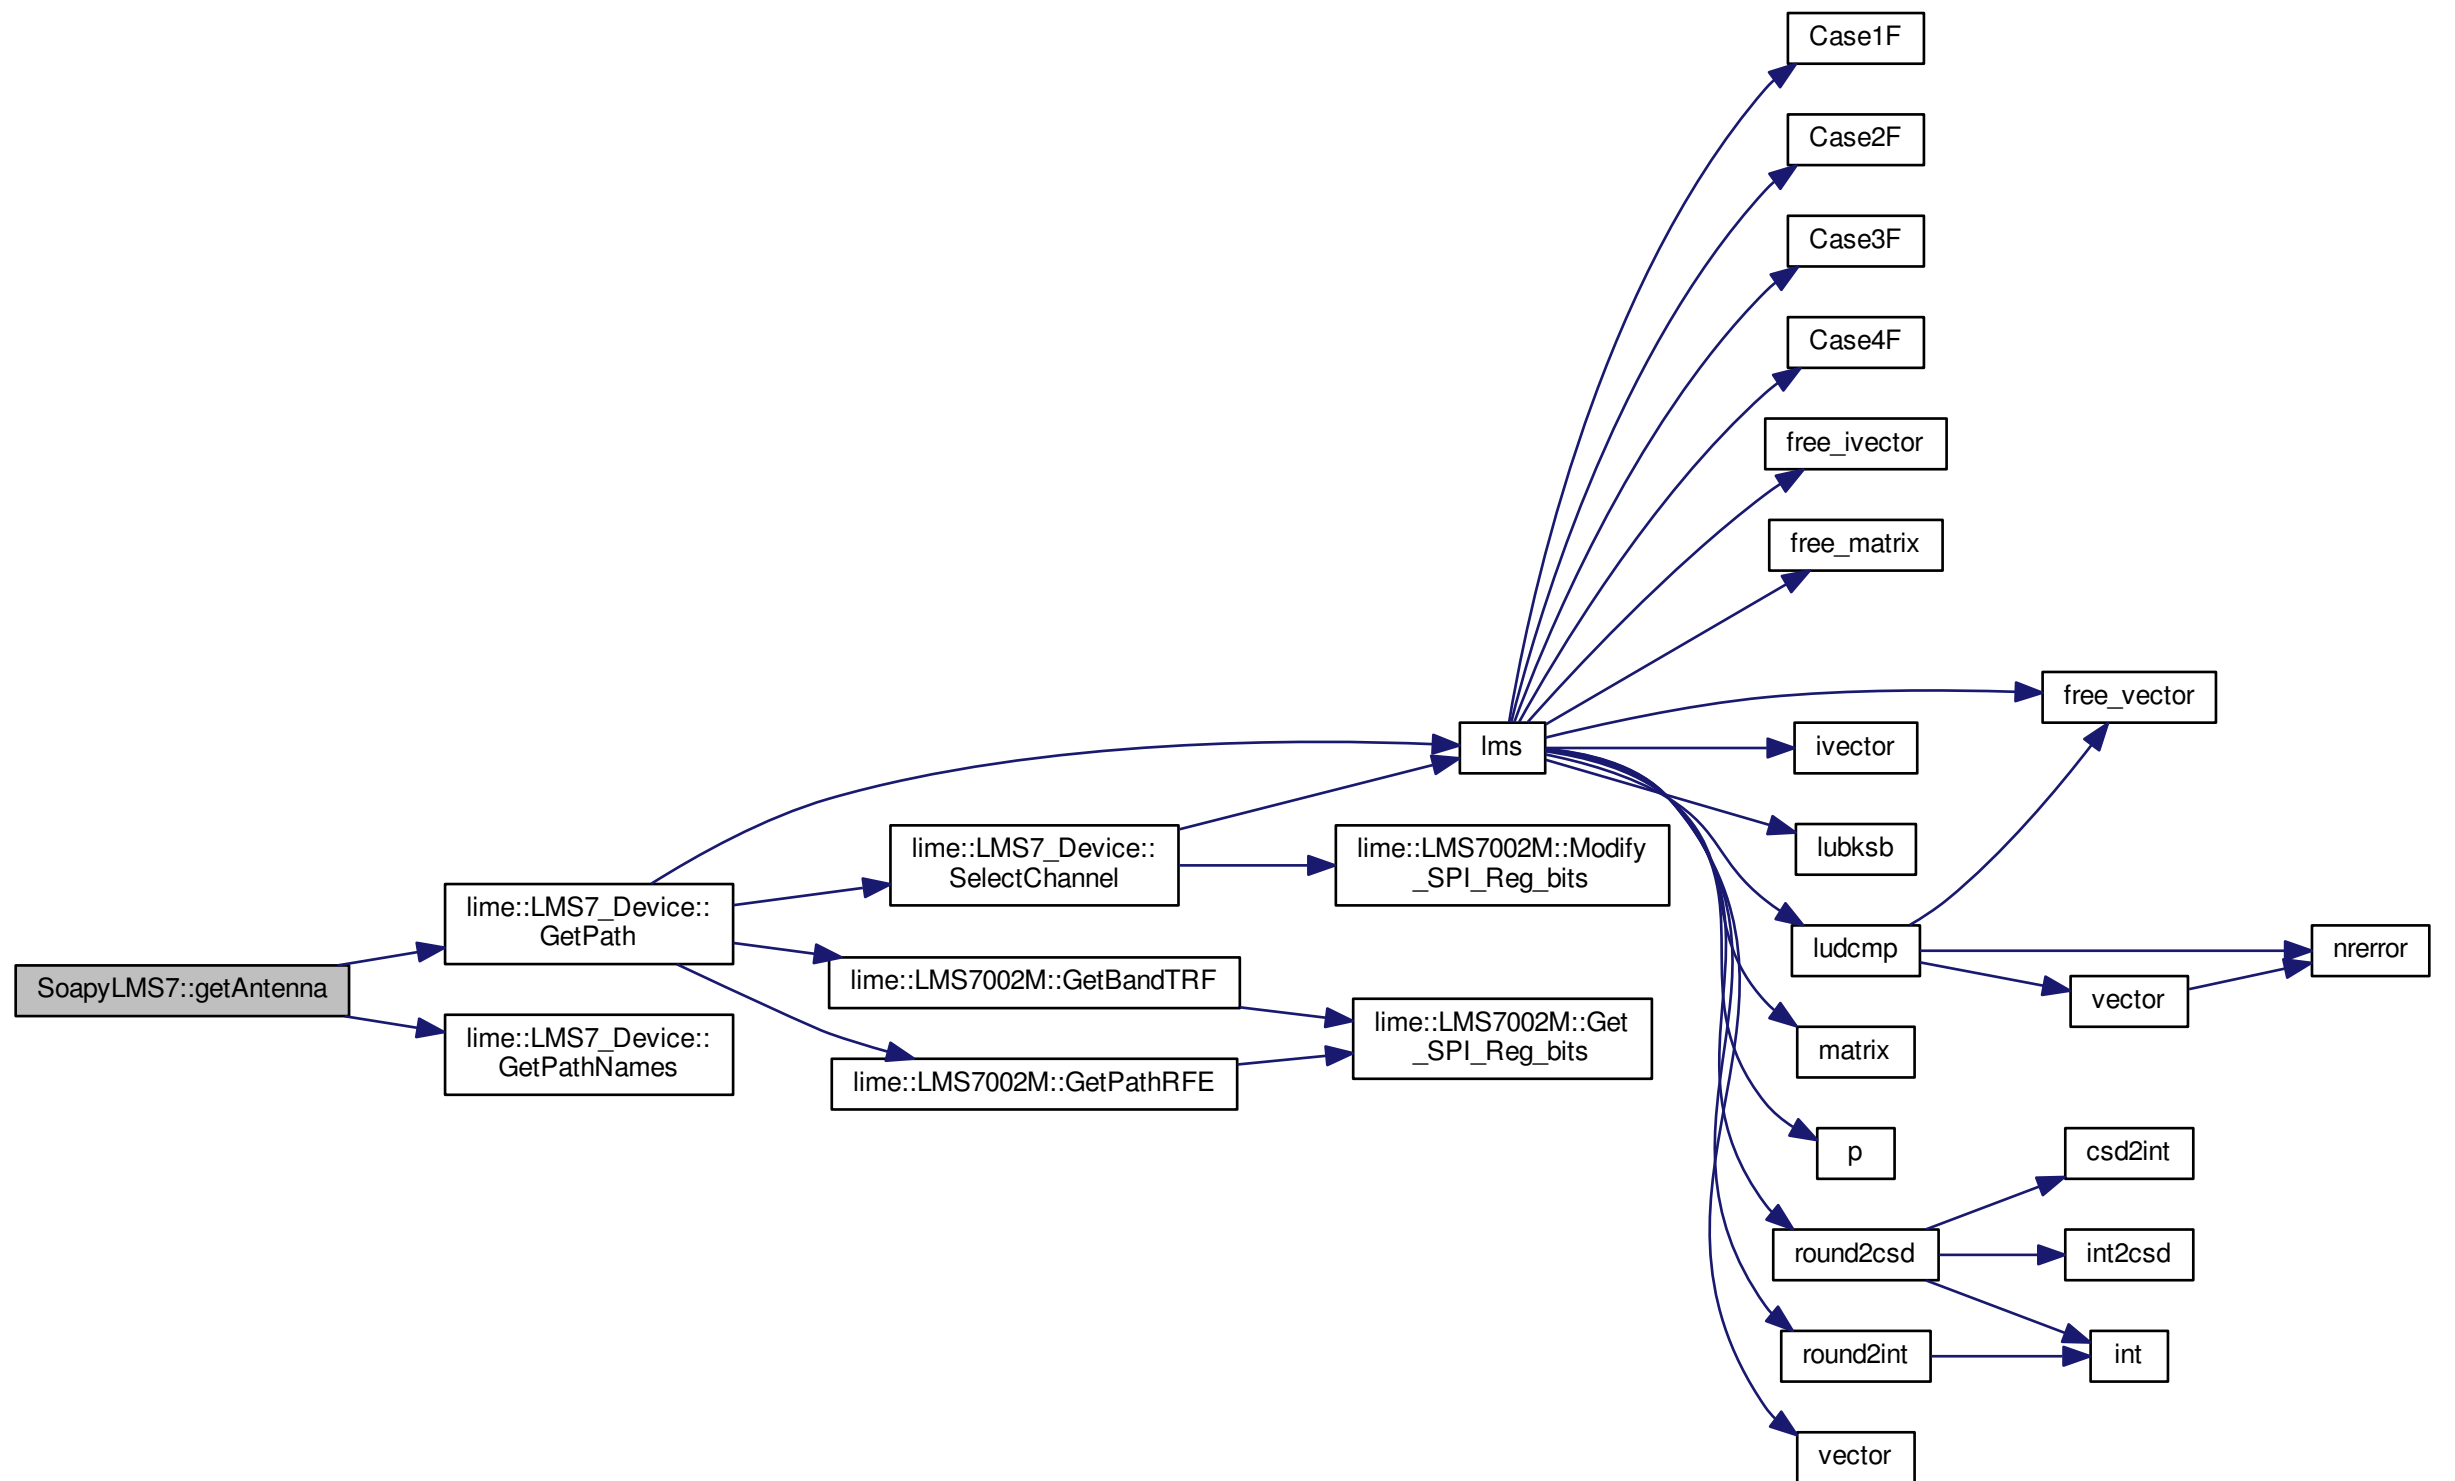 Case1F
Case2F
Case3F
Case4F
free_ivector
free_matrix
free_vector
lms
ivector
lime::LMS7_Device::
SelectChannel
lime::LMS7002M::Modify
_SPI_Reg_bits
lubksb
lime::LMS7_Device::
GetPath
ludcmp
nrerror
SoapyLMS7::getAntenna
lime::LMS7002M::GetBandTRF
vector
lime::LMS7_Device::
GetPathNames
lime::LMS7002M::Get
_SPI_Reg_bits
matrix
lime::LMS7002M::GetPathRFE
p
csd2int
round2csd
int2csd
round2int
int
vector